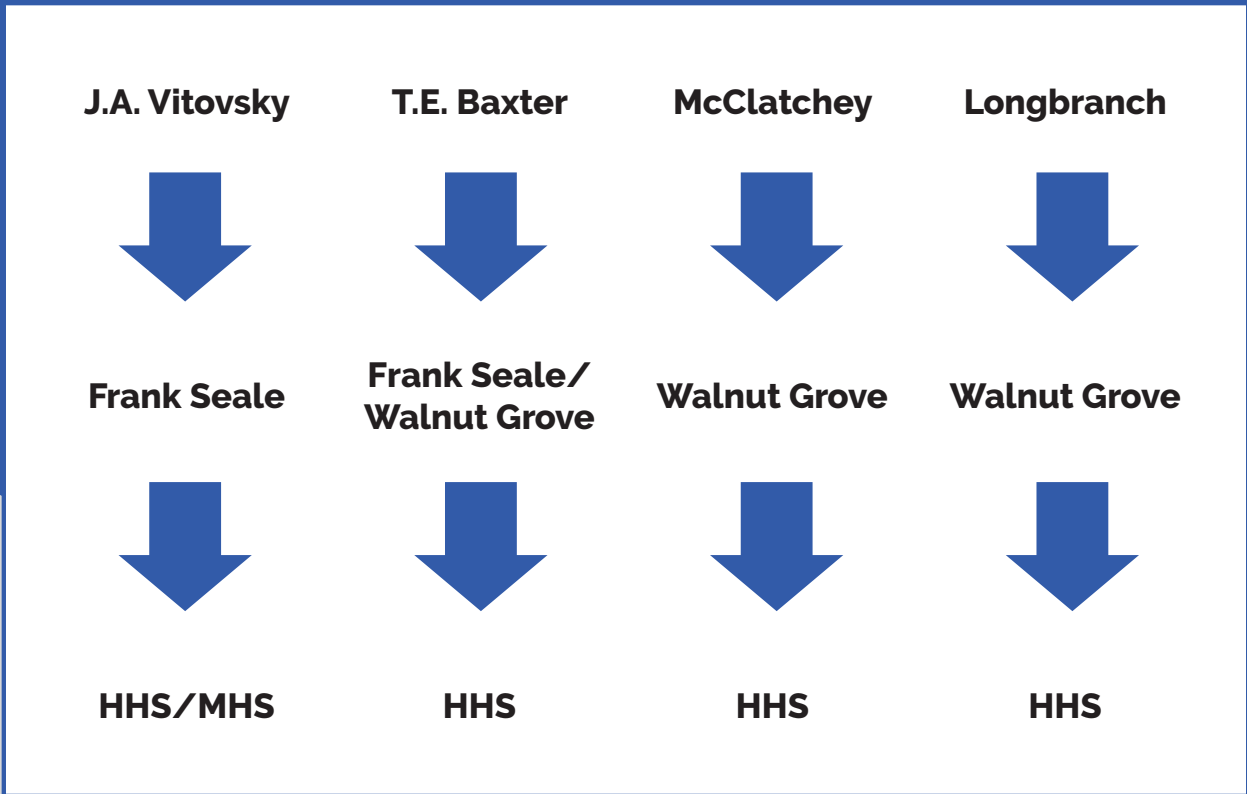 J.A. Vitovsky
T.E. Baxter
McClatchey
Longbranch
Frank Seale
Frank Seale/
Walnut Grove
Walnut Grove
Walnut Grove
HHS/MHS
HHS
HHS
HHS